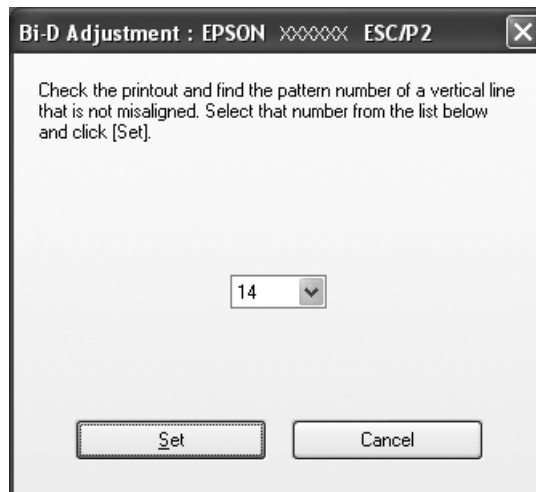 Bi-D Adjustment : EPSON XXXXXX ESC/P2
Check the printout and find the pattern number of a vertical line
that is not misaligned. Select that number from the list below
and click [Set].
14
Set
Cancel